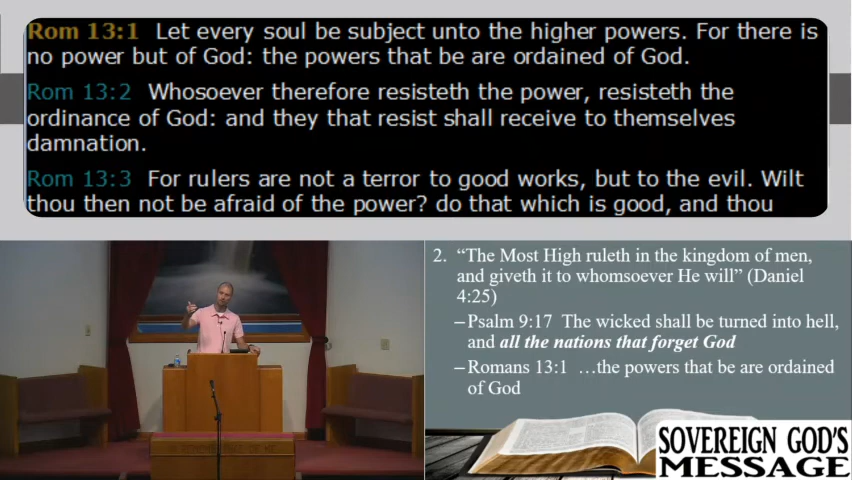 Rom 13:1 Let every soul be subject unto the higher powers. For there is
no power but of God: the powers that be are ordained of God.
Rom 13:2 Whosoever therefore resisteth the power, resisteth the
ordinance of God: and they that resist shall receive to themselves
damnation.
Rom 13:3 For rulers are not a terror to good works, but to the evil. Wilt
thou then not be afraid of the power? do that which is good, and thou
2. “The Most High ruleth in the kingdom of men,
and giveth it to whomsoever He will” (Daniel
4:25)
–Psalm 9:17 The wicked shall be turned into hell,
and all the nations that forget God
–Romans 13:1 …the powers that be are ordained
of God
SOVEREIGN GOD'S
MESSAGE